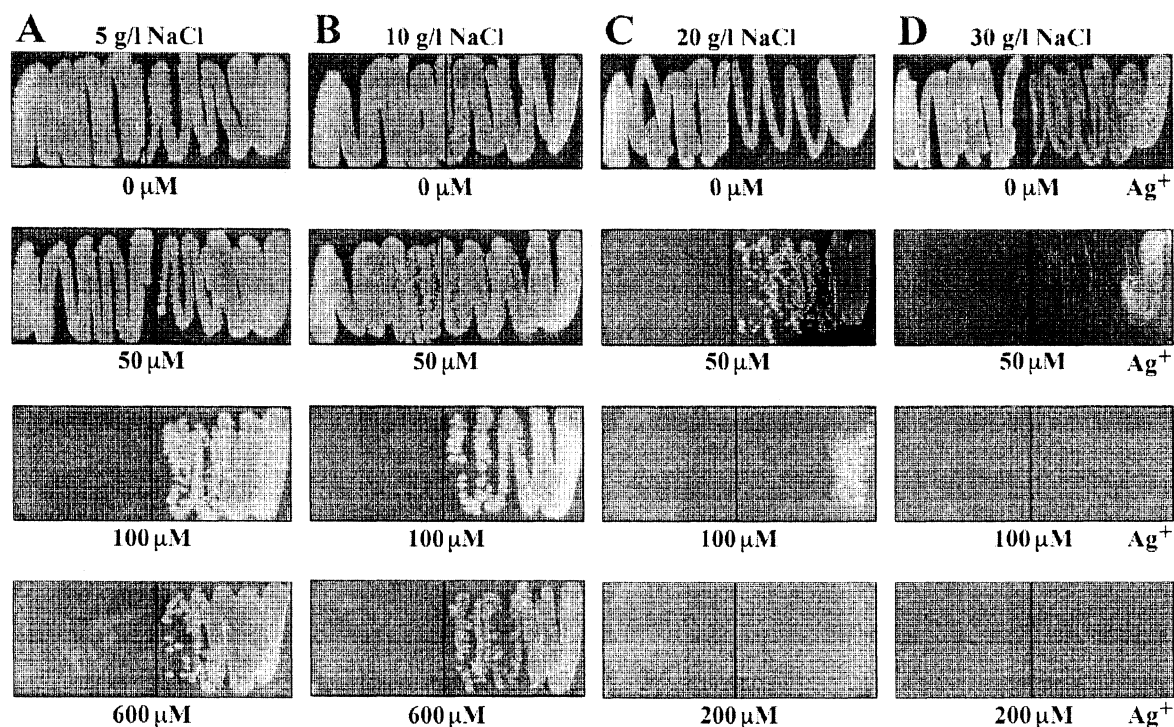 A 5 g/l NaCl B 10 g/l NaCl C 20 g/l NaCl D 30 g/l NaCl
0 μM 0 μM 0 μM 0 μM Ag⁺
50 μM 50 μM 50 μM 50 μM Ag⁺
100 μM 100 μM 100 μM 100 μM Ag⁺
600 μM 600 μM 200 μM 200 μM Ag⁺